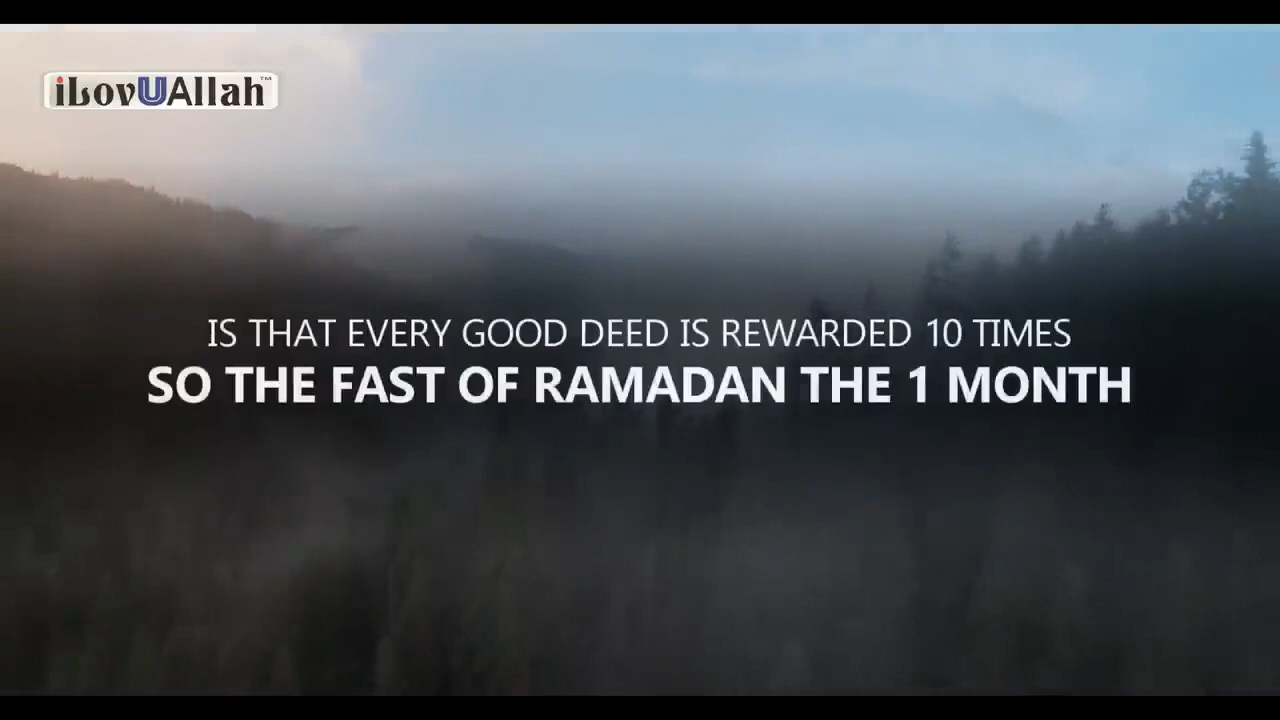 iLovUAllah™
IS THAT EVERY GOOD DEED IS REWARDED 10 TIMES
SO THE FAST OF RAMADAN THE 1 MONTH